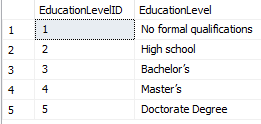 EducationLevelID EducationLevel
1 1 No formal qualifications
2 2 High school
3 3 Bachelor’s
4 4 Master’s
5 5 Doctorate Degree